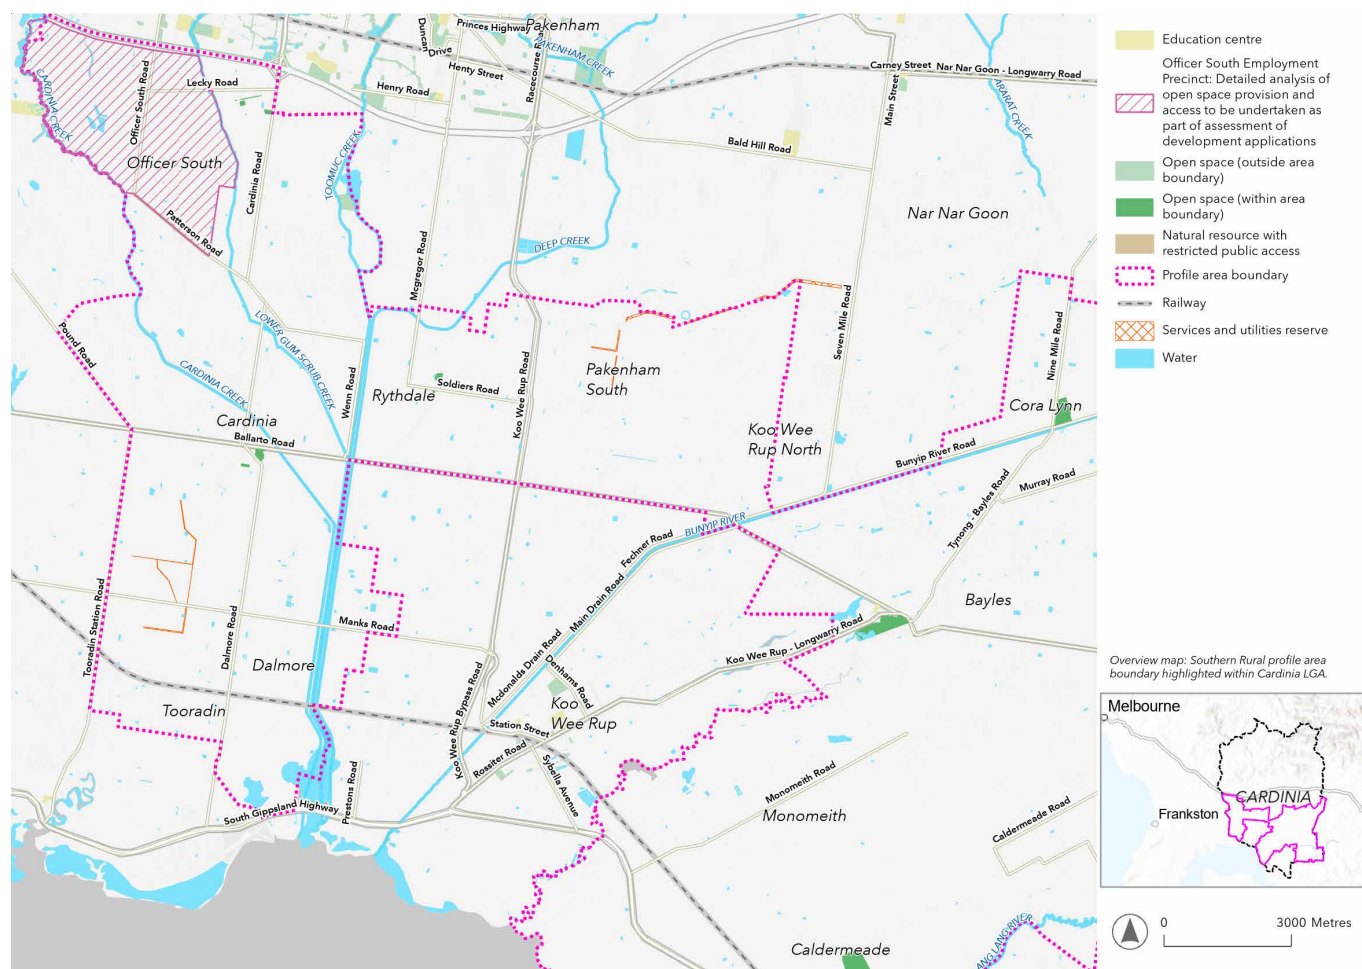 Princes Highway
Pakenham
Duncan
Drive
PAKENHAM CREEK
Henty Street
Racecourse Road
Carney Street
Nar Nar Goon - Longwarry Road
Lecky Road
Henry Road
Officer South Road
CARDINIA CREEK
Main Street
ARARAT CREEK
Bald Hill Road
Officer South
Cardinia Road
TOOMUC CREEK
Nar Nar Goon
Patterson Road
Mcgregor Road
DEEP CREEK
Pound Road
LOWER GUM SCRUB CREEK
Seven Mile Road
Nine Mile Road
CARDINIA CREEK
Wenn Road
Rythdale
Soldiers Road
Koo Wee Rup Road
Pakenham
South
Cora Lynn
Cardinia
Ballarto Road
Koo Wee
Rup North
Bunyip River Road
Murray Road
Tynong - Bayles Road
BUNYIP RIVER
Fechner Road
Tooradin Station Road
Dalmore Road
Manks Road
Main Drain Road
Bayles
Koo Wee Rup - Longwarry Road
Dalmore
Mcdonalds Drain Road
Denhams Road
Koo Wee Rup Bypass Road
Tooradin
Koo
Wee Rup
Station Street
Rossiter Road
Sybella Avenue
Prestons Road
South Gippsland Highway
Monomeith Road
Monomeith
Caldermeade Road
Caldermeade
ANG LANG RIVER
Education centre
Officer South Employment
Precinct: Detailed analysis of
open space provision and
access to be undertaken as
part of assessment of
development applications
Open space (outside area
boundary)
Open space (within area
boundary)
Natural resource with
restricted public access
Profile area boundary
Railway
Services and utilities reserve
Water
Overview map: Southern Rural profile area
boundary highlighted within Cardinia LGA.
Melbourne
CARDINIA
Frankston
0 3000 Metres